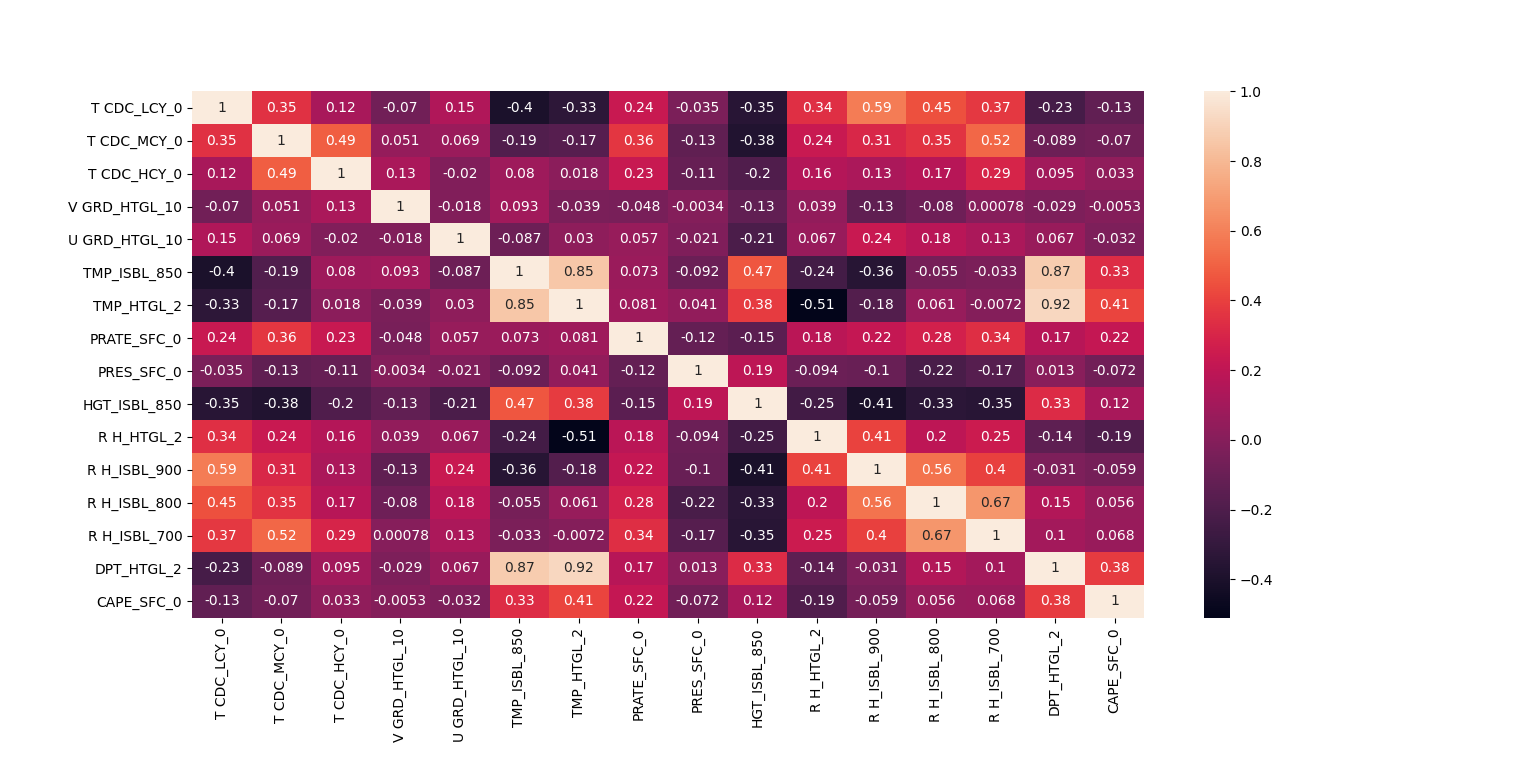 T CDC_LCY_0 1 0.35 0.12 -0.07 0.15 -0.4 -0.33 0.24 -0.035 -0.35 0.34 0.59 0.45 0.37 -0.23 -0.13
T CDC_MCY_0 0.35 1 0.49 0.051 0.069 -0.19 -0.17 0.36 -0.13 -0.38 0.24 0.31 0.35 0.52 -0.089 -0.07
T CDC_HCY_0 0.12 0.49 1 0.13 -0.02 0.08 0.018 0.23 -0.11 -0.2 0.16 0.13 0.17 0.29 0.095 0.033
V GRD_HTGL_10 -0.07 0.051 0.13 1 -0.018 0.093 -0.039 -0.048 -0.0034 -0.13 0.039 -0.13 -0.08 0.00078 -0.029 -0.0053
U GRD_HTGL_10 0.15 0.069 -0.02 -0.018 1 -0.087 0.03 0.057 -0.021 -0.21 0.067 0.24 0.18 0.13 0.067 -0.032
TMP_ISBL_850 -0.4 -0.19 0.08 0.093 -0.087 1 0.85 0.073 -0.092 0.47 -0.24 -0.36 -0.055 -0.033 0.87 0.33
TMP_HTGL_2 -0.33 -0.17 0.018 -0.039 0.03 0.85 1 0.081 0.041 0.38 -0.51 -0.18 0.061 -0.0072 0.92 0.41
PRATE_SFC_0 0.24 0.36 0.23 -0.048 0.057 0.073 0.081 1 -0.12 -0.15 0.18 0.22 0.28 0.34 0.17 0.22
PRES_SFC_0 -0.035 -0.13 -0.11 -0.0034 -0.021 -0.092 0.041 -0.12 1 0.19 -0.094 -0.1 -0.22 -0.17 0.013 -0.072
HGT_ISBL_850 -0.35 -0.38 -0.2 -0.13 -0.21 0.47 0.38 -0.15 0.19 1 -0.25 -0.41 -0.33 -0.35 0.33 0.12
R H_HTGL_2 0.34 0.24 0.16 0.039 0.067 -0.24 -0.51 0.18 -0.094 -0.25 1 0.41 0.2 0.25 -0.14 -0.19
R H_ISBL_900 0.59 0.31 0.13 -0.13 0.24 -0.36 -0.18 0.22 -0.1 -0.41 0.41 1 0.56 0.4 -0.031 -0.059
R H_ISBL_800 0.45 0.35 0.17 -0.08 0.18 -0.055 0.061 0.28 -0.22 -0.33 0.2 0.56 1 0.67 0.15 0.056
R H_ISBL_700 0.37 0.52 0.29 0.00078 0.13 -0.033 -0.0072 0.34 -0.17 -0.35 0.25 0.4 0.67 1 0.1 0.068
DPT_HTGL_2 -0.23 -0.089 0.095 -0.029 0.067 0.87 0.92 0.17 0.013 0.33 -0.14 -0.031 0.15 0.1 1 0.38
CAPE_SFC_0 -0.13 -0.07 0.033 -0.0053 -0.032 0.33 0.41 0.22 -0.072 0.12 -0.19 -0.059 0.056 0.068 0.38 1
T CDC_LCY_0
T CDC_MCY_0
T CDC_HCY_0
V GRD_HTGL_10
U GRD_HTGL_10
TMP_ISBL_850
TMP_HTGL_2
PRATE_SFC_0
PRES_SFC_0
HGT_ISBL_850
R H_HTGL_2
R H_ISBL_900
R H_ISBL_800
R H_ISBL_700
DPT_HTGL_2
CAPE_SFC_0
1.0
0.8
0.6
0.4
0.2
0.0
−0.2
−0.4